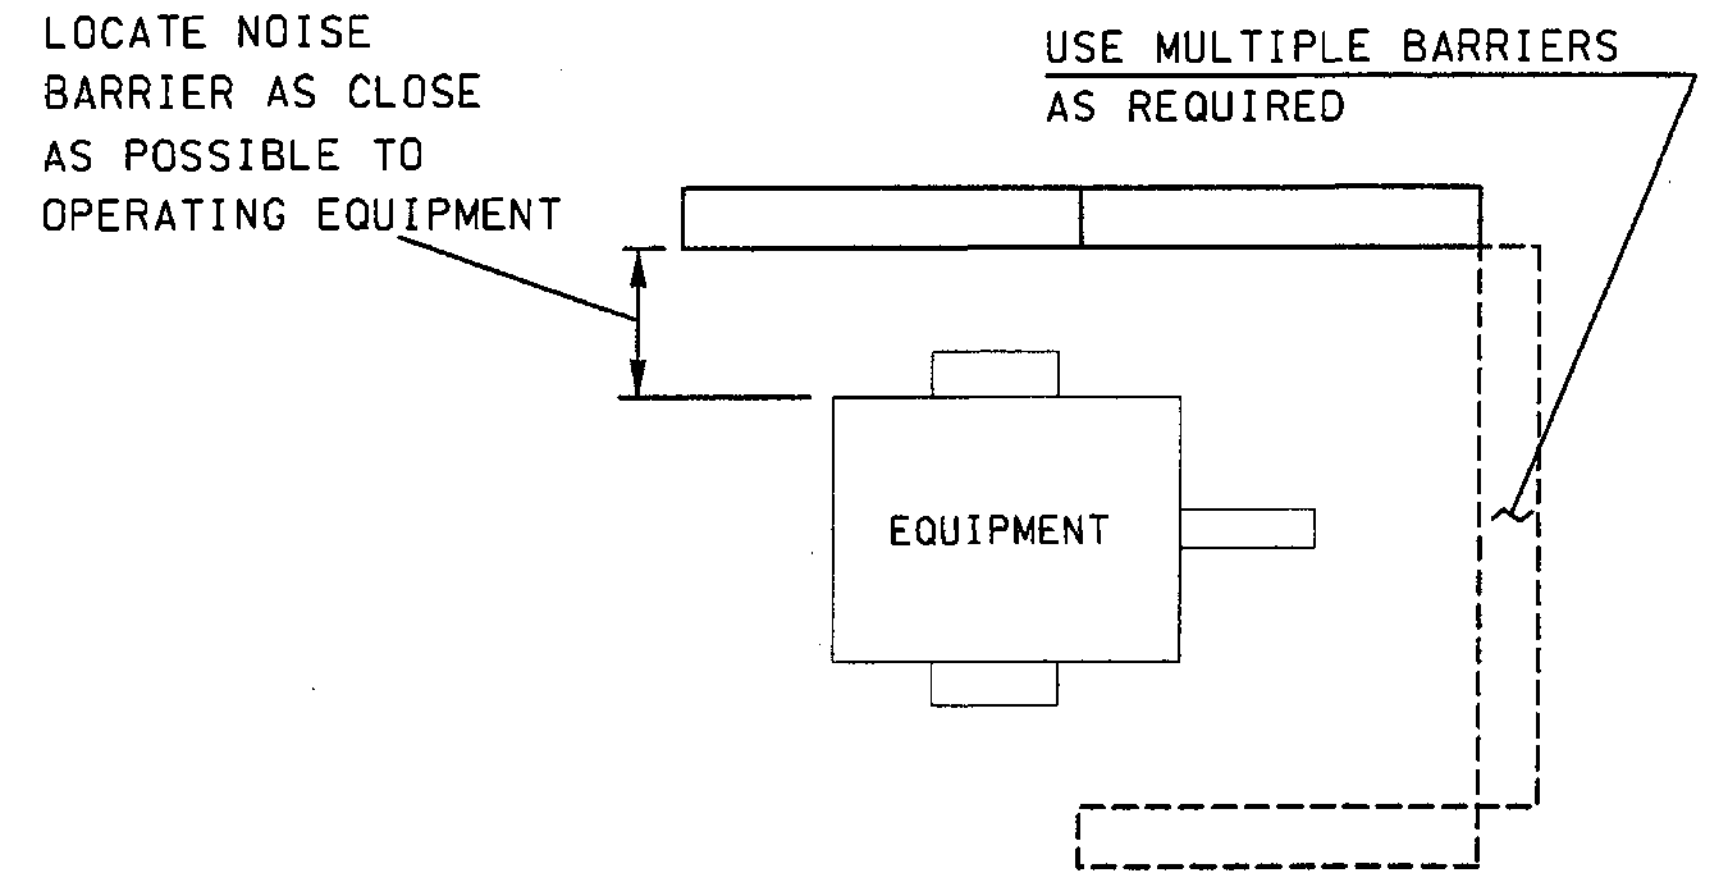 LOCATE NOISE
BARRIER AS CLOSE
AS POSSIBLE TO
OPERATING EQUIPMENT
USE MULTIPLE BARRIERS
AS REQUIRED
EQUIPMENT